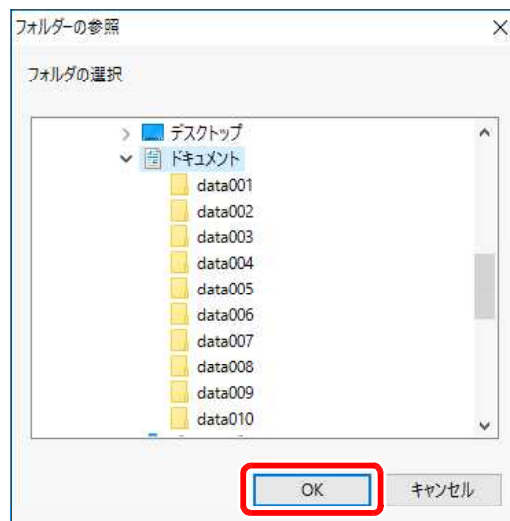 フォルダーの参照
フォルダの選択
デスクトップ
ドキュメント
data001
data002
data003
data004
data005
data006
data007
data008
data009
data010
OK
キャンセル